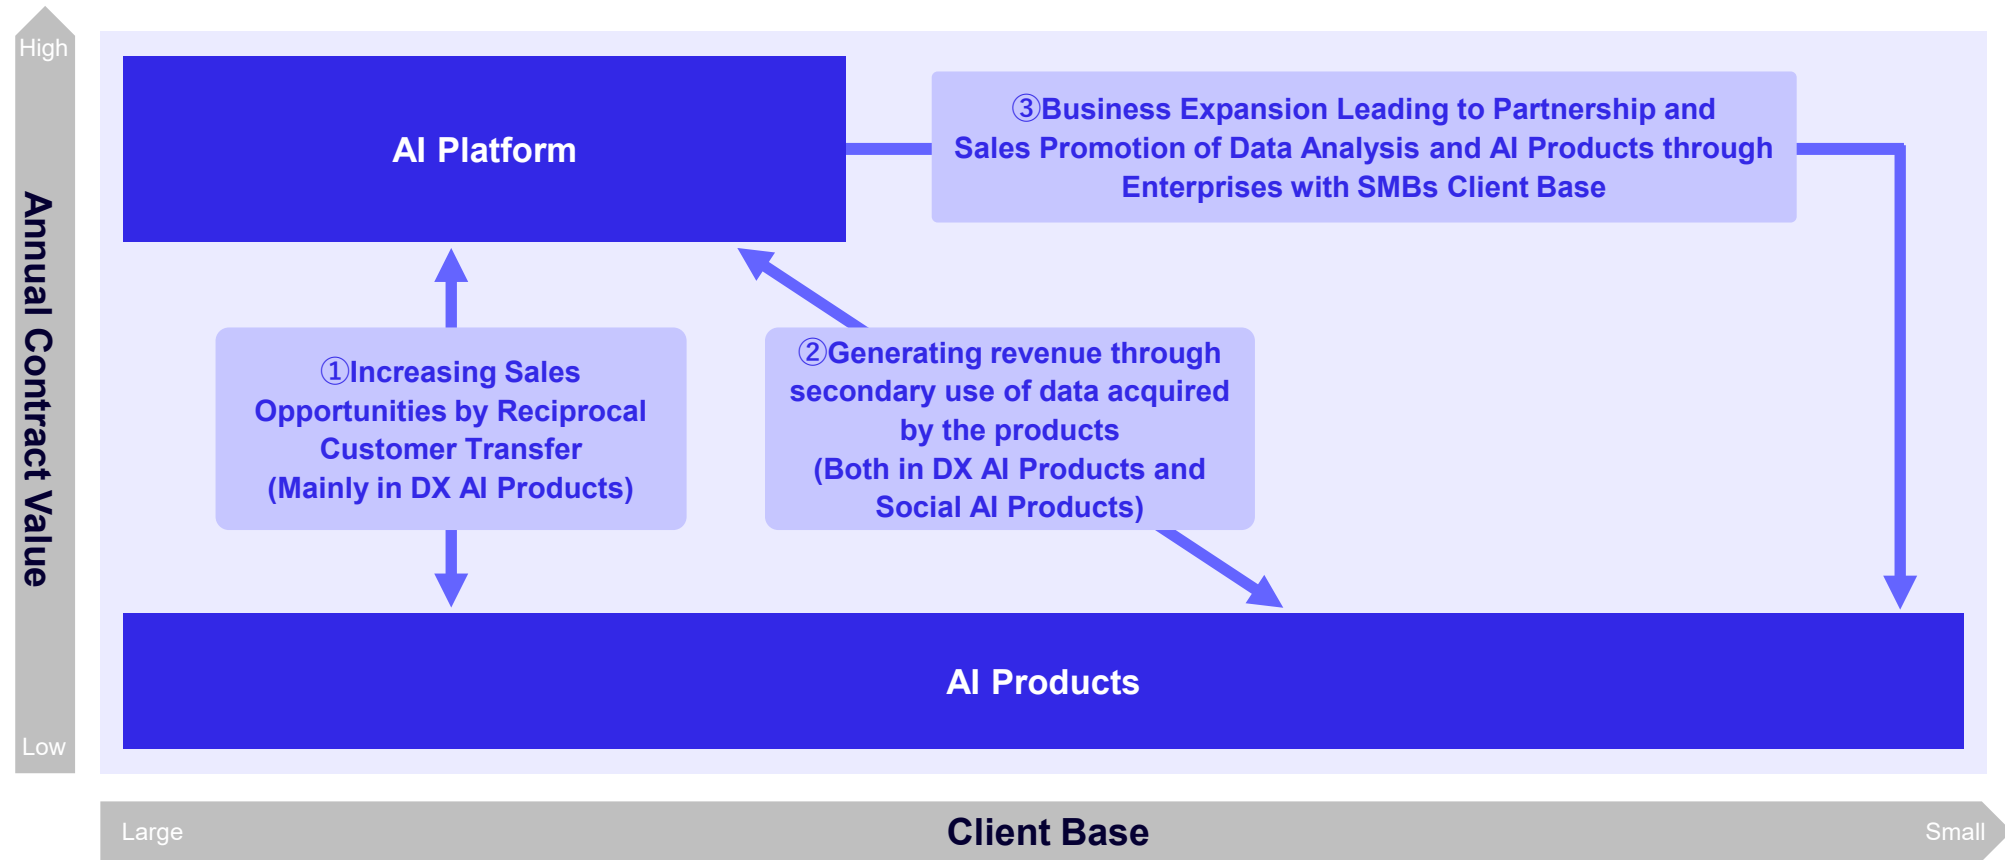 High
Annual Contract Value
Low
AI Platform
③Business Expansion Leading to Partnership and
Sales Promotion of Data Analysis and AI Products through
Enterprises with SMBs Client Base
①Increasing Sales
Opportunities by Reciprocal
Customer Transfer
(Mainly in DX AI Products)
②Generating revenue through
secondary use of data acquired
by the products
(Both in DX AI Products and
Social AI Products)
AI Products
Large
Client Base
Small